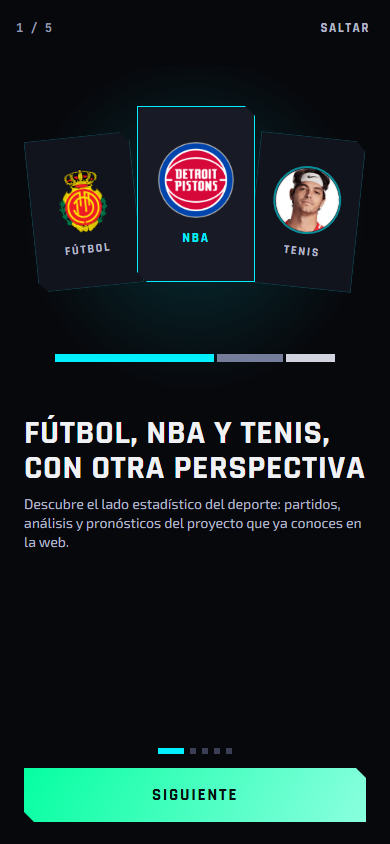 1 / 5
SALTAR
DETROIT
PISTONS
FÚTBOL
NBA
TENIS
FÚTBOL, NBA Y TENIS,
CON OTRA PERSPECTIVA
Descubre el lado estadístico del deporte: partidos,
análisis y pronósticos del proyecto que ya conoces en
la web.
SIGUIENTE